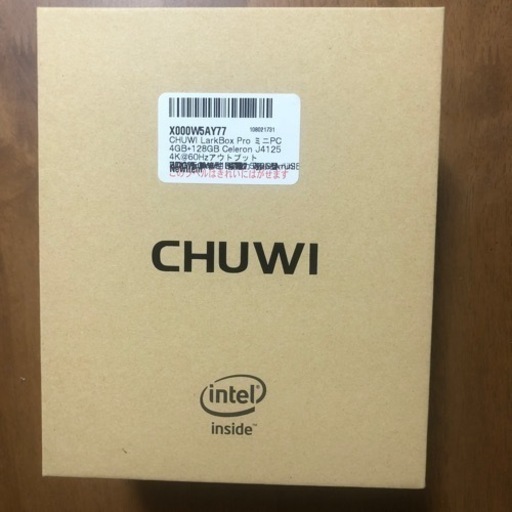 X000W5AY77 108021731
CHUWI LarkBox Pro ミニPC
4GB+128GB Celeron J4125
4K@60Hzアウトプット
このラベルはきれいにはがせます
CHUWI
intel
inside™